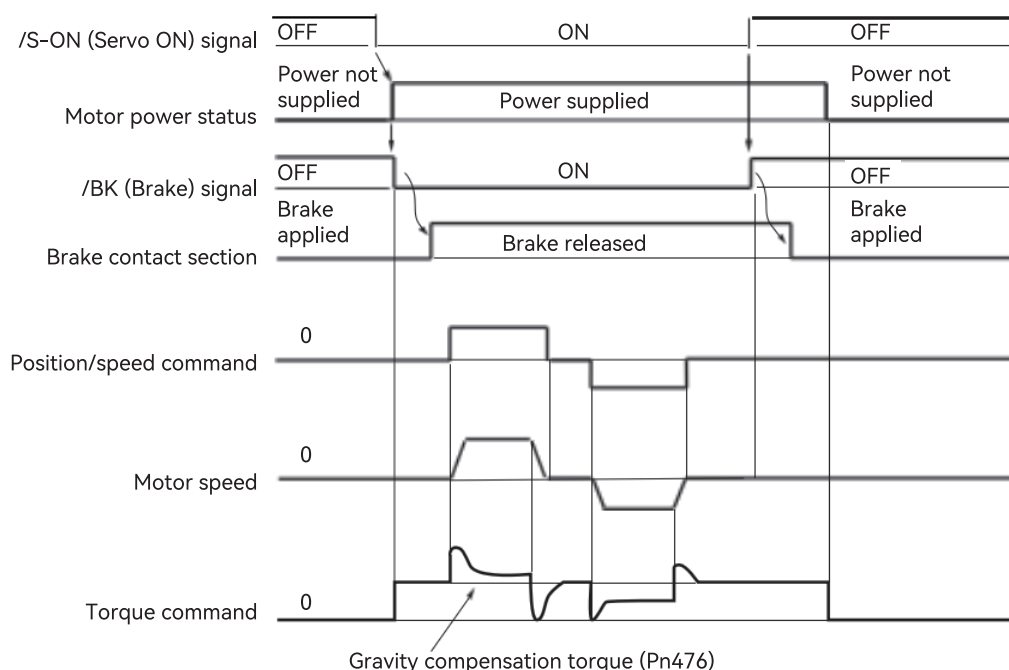 /S-ON (Servo ON) signal
OFF
ON
OFF
Power not
supplied
Motor power status
Power supplied
Power not
supplied
/BK (Brake) signal
OFF
ON
OFF
Brake
applied
Brake contact section
Brake released
Brake
applied
0
Position/speed command
0
Motor speed
0
Torque command
Gravity compensation torque (Pn476)